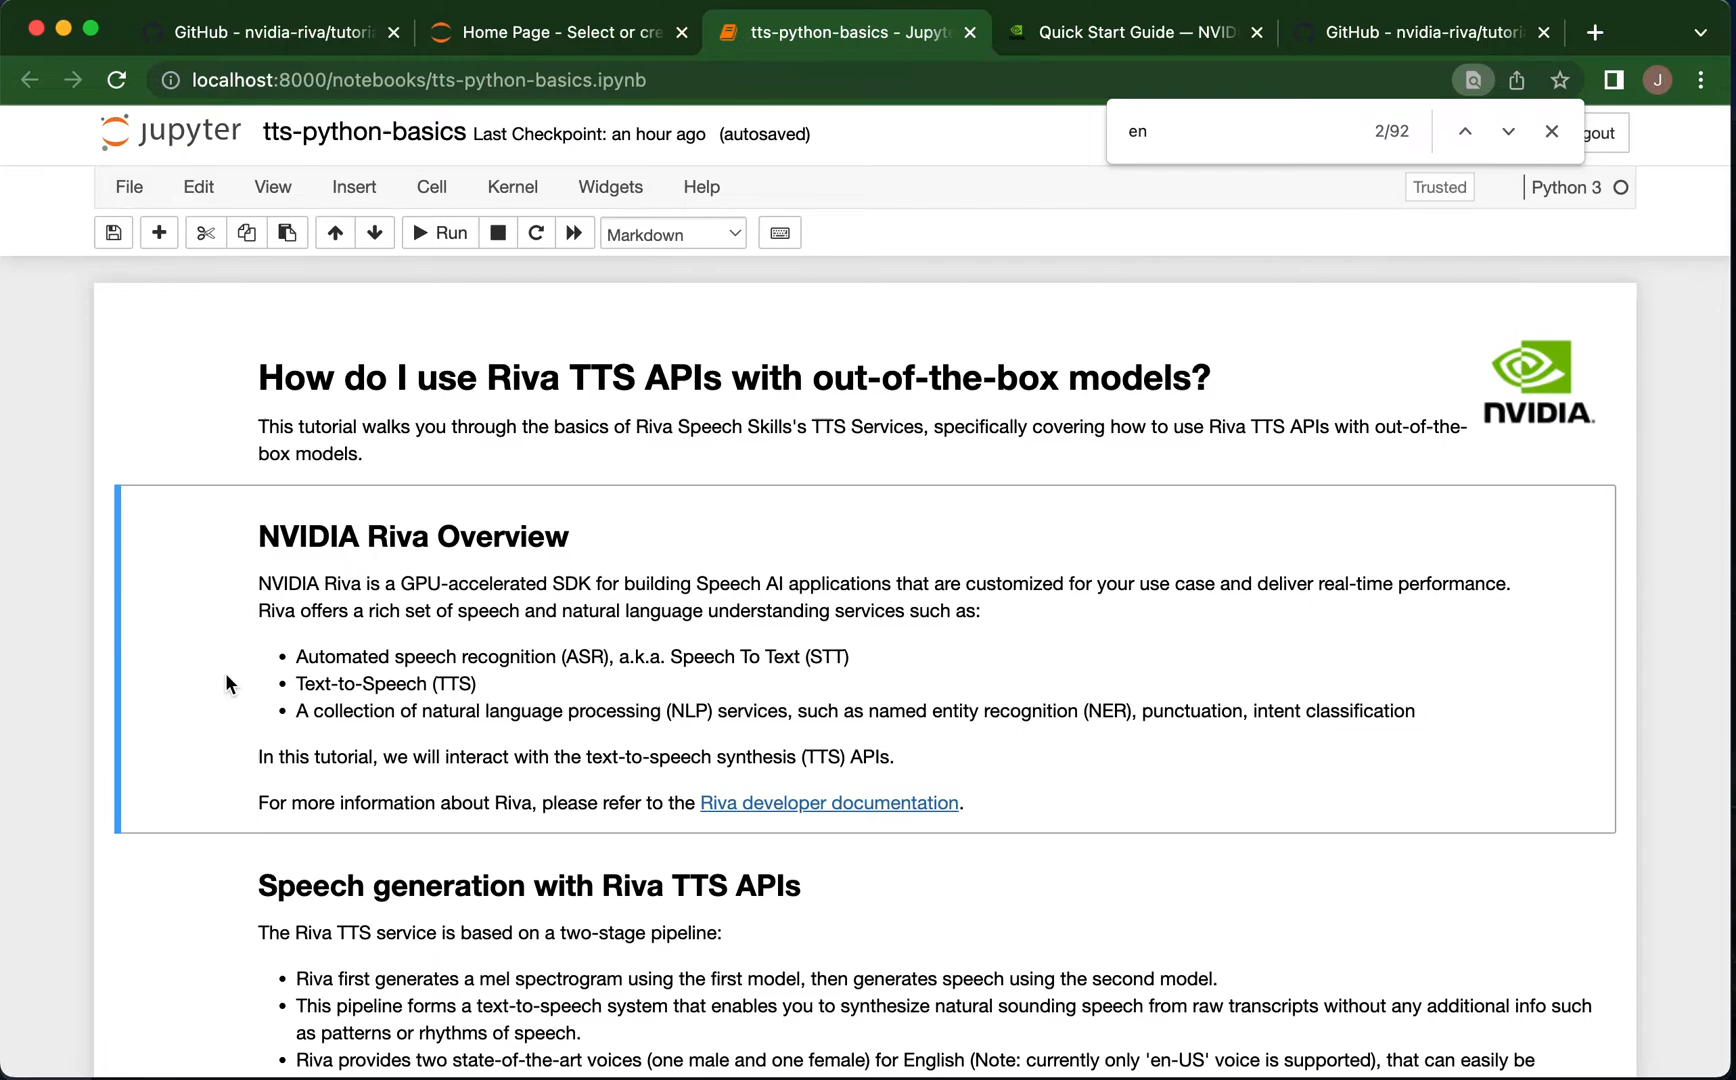 GitHub - nvidia-riva/tutori
Home Page - Select or cre
tts-python-basics - Jupyt
Quick Start Guide — NVID
GitHub - nvidia-riva/tutori
localhost:8000/notebooks/tts-python-basics.ipynb
J
jupyter tts-python-basics Last Checkpoint: an hour ago (autosaved)
en 2/92
gout
File Edit View Insert Cell Kernel Widgets Help
Trusted
Python 3
Run
Markdown
How do I use Riva TTS APIs with out-of-the-box models?
NVIDIA.
This tutorial walks you through the basics of Riva Speech Skills's TTS Services, specifically covering how to use Riva TTS APIs with out-of-the-
box models.
NVIDIA Riva Overview
NVIDIA Riva is a GPU-accelerated SDK for building Speech AI applications that are customized for your use case and deliver real-time performance.
Riva offers a rich set of speech and natural language understanding services such as:
• Automated speech recognition (ASR), a.k.a. Speech To Text (STT)
• Text-to-Speech (TTS)
• A collection of natural language processing (NLP) services, such as named entity recognition (NER), punctuation, intent classification
In this tutorial, we will interact with the text-to-speech synthesis (TTS) APIs.
For more information about Riva, please refer to the Riva developer documentation.
Speech generation with Riva TTS APIs
The Riva TTS service is based on a two-stage pipeline:
• Riva first generates a mel spectrogram using the first model, then generates speech using the second model.
• This pipeline forms a text-to-speech system that enables you to synthesize natural sounding speech from raw transcripts without any additional info such
as patterns or rhythms of speech.
• Riva provides two state-of-the-art voices (one male and one female) for English (Note: currently only 'en-US' voice is supported), that can easily be